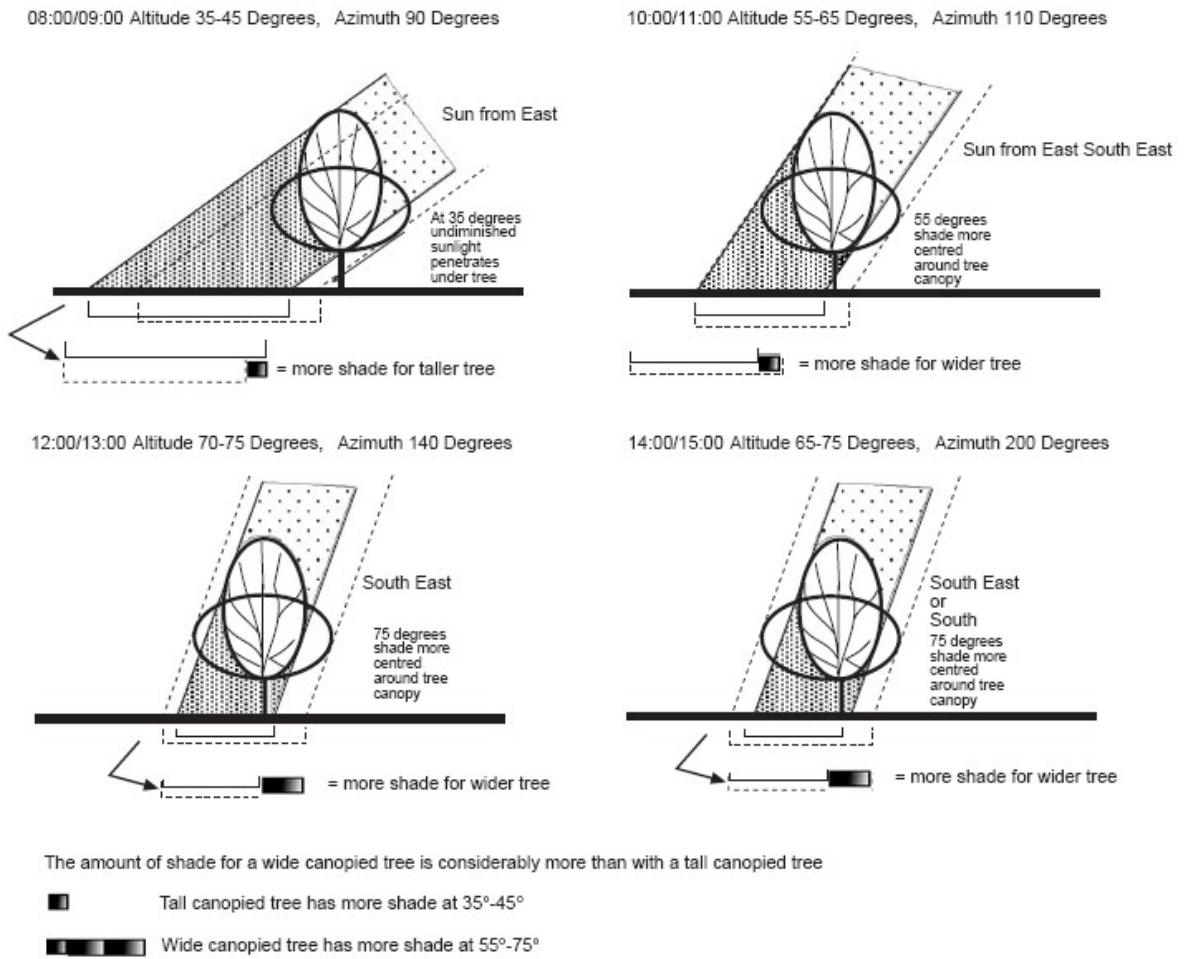 08:00/09:00 Altitude 35-45 Degrees, Azimuth 90 Degrees
Sun from East
At 35 degrees
undiminished
sunlight
penetrates
under tree
= more shade for taller tree
10:00/11:00 Altitude 55-65 Degrees, Azimuth 110 Degrees
Sun from East South East
55 degrees
shade more
centred
around tree
canopy
= more shade for wider tree
12:00/13:00 Altitude 70-75 Degrees, Azimuth 140 Degrees
South East
75 degrees
shade more
centred
around tree
canopy
= more shade for wider tree
14:00/15:00 Altitude 65-75 Degrees, Azimuth 200 Degrees
South East
or
South
75 degrees
shade more
centred
around tree
canopy
= more shade for wider tree
The amount of shade for a wide canopied tree is considerably more than with a tall canopied tree
Tall canopied tree has more shade at 35º-45º
Wide canopied tree has more shade at 55º-75º